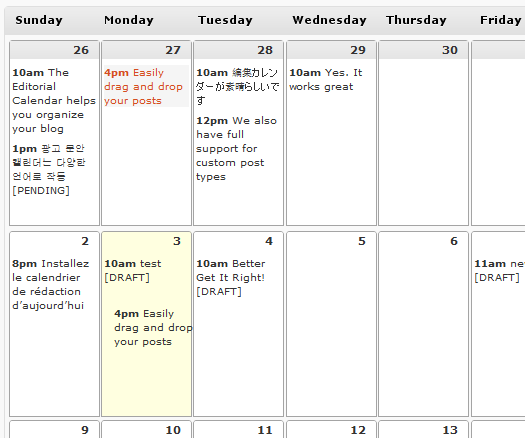 Sunday Monday Tuesday Wednesday Thursday Friday
26 27 28 29 30
10am The
Editorial
Calendar helps
you organize
your blog
1pm 광고 문안
캘린더는 다양한
언어로 작동
[PENDING]
4pm Easily
drag and drop
your posts
10am 編集カレン
ダーが素晴らしいで
す
12pm We also
have full
support for
custom post
types
10am Yes. It
works great
2 3 4 5 6
8pm Installez
le calendrier
de rédaction
d'aujourd'hui
10am test
[DRAFT]
4pm Easily
drag and drop
your posts
10am Better
Get It Right!
[DRAFT]
11am ne
[DRAFT]
9 10 11 12 13